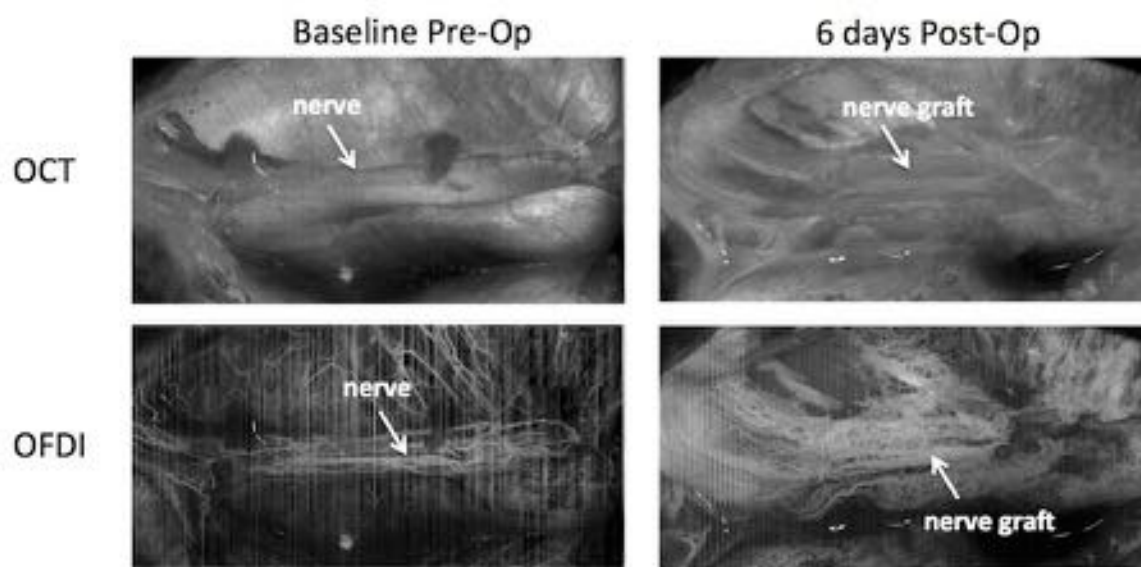 Baseline Pre-Op
6 days Post-Op
OCT
nerve
nerve graft
OFDI
nerve
nerve graft